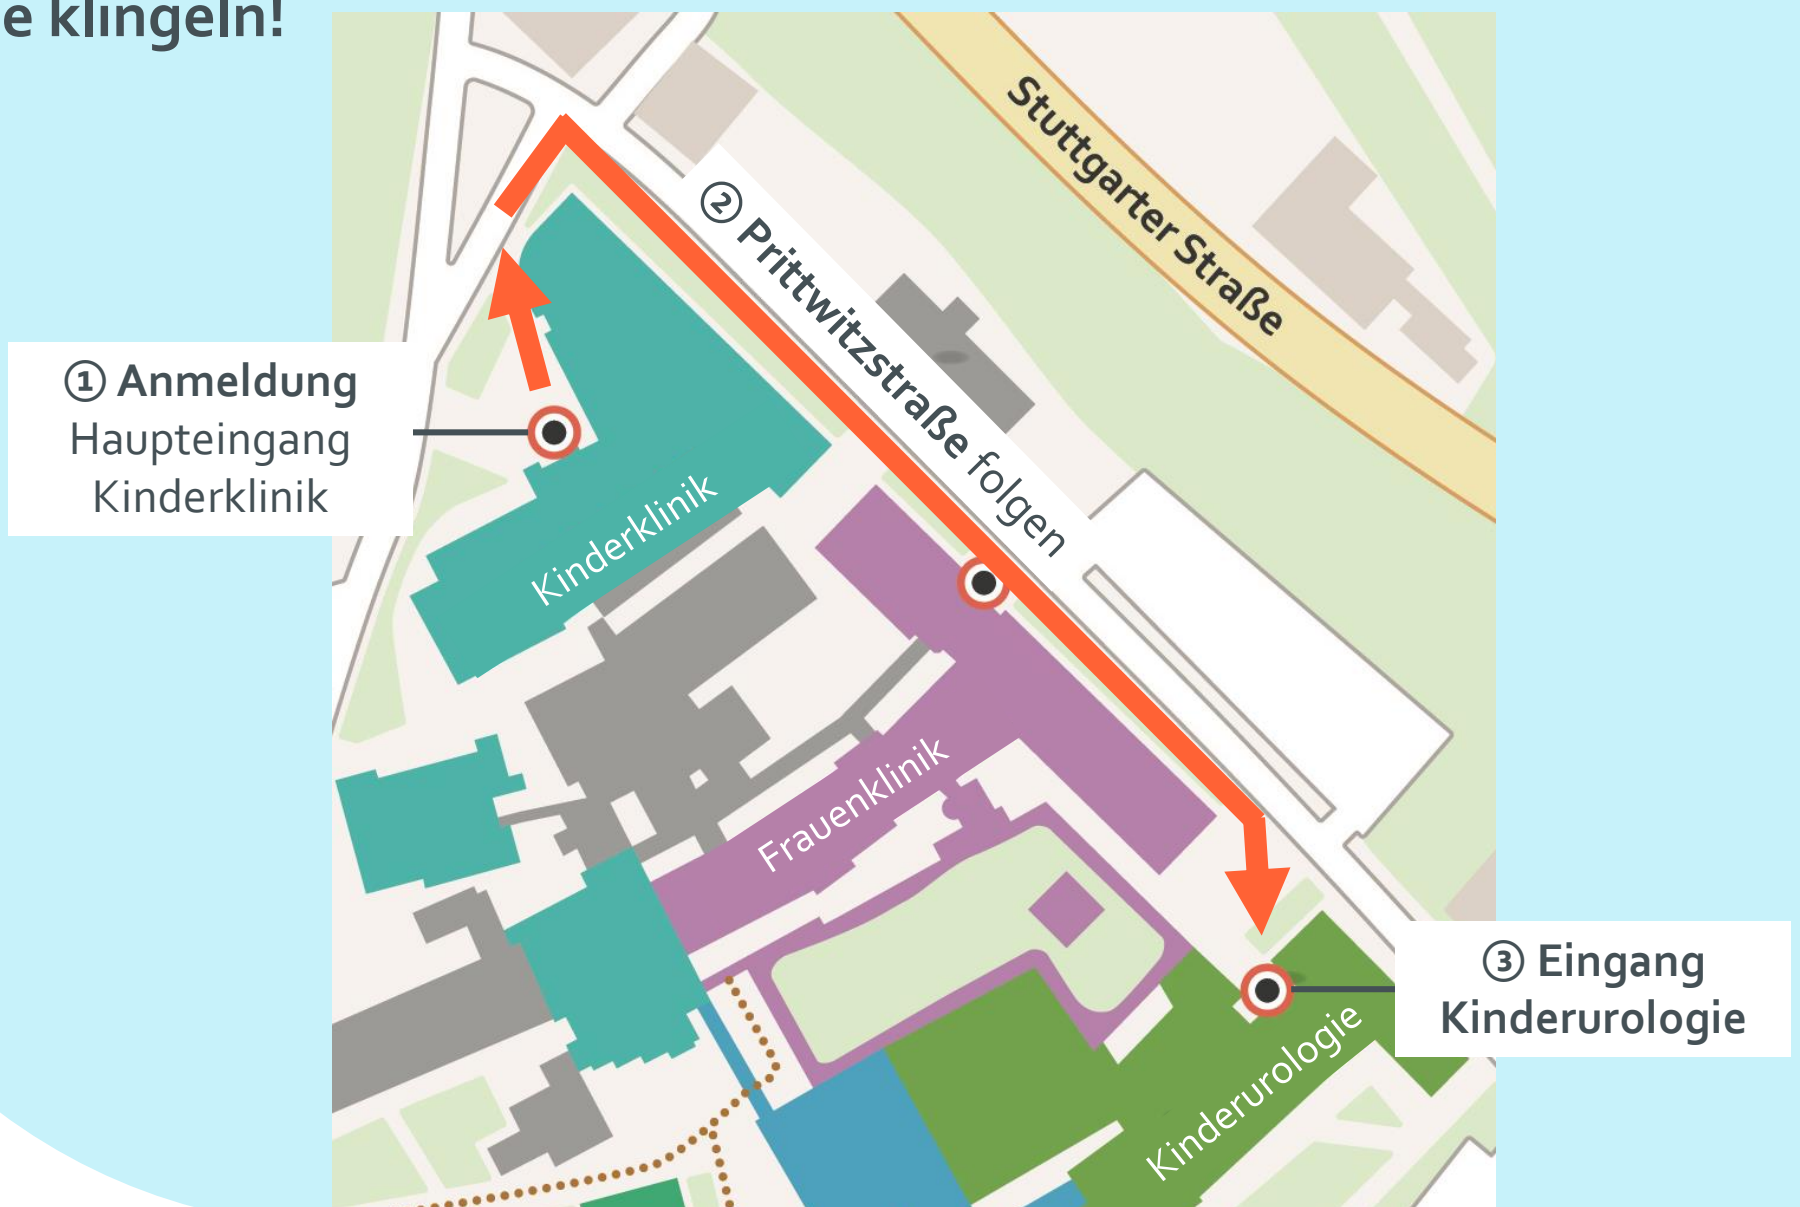 e klingeln!
Stuttgarter Straße
② Prittwitzstraße folgen
① Anmeldung
Haupteingang
Kinderklinik
Kinderklinik
Frauenklinik
③ Eingang
Kinderurologie
Kinderurologie